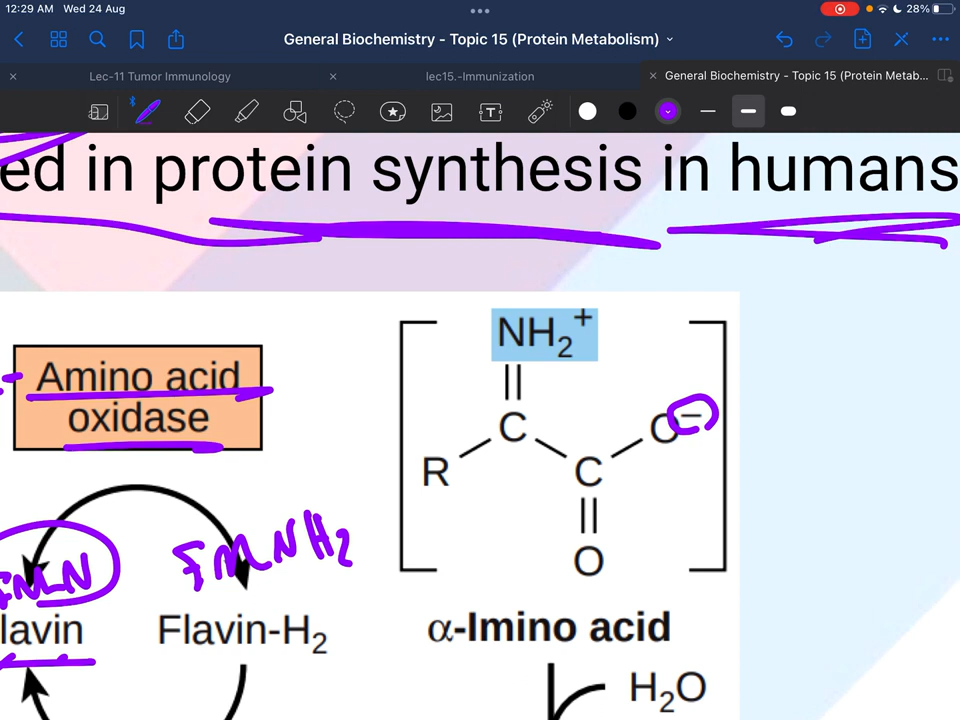 12:29 AM Wed 24 Aug
28%
General Biochemistry - Topic 15 (Protein Metabolism)
Lec-11 Tumor Immunology
lec15.-Immunization
General Biochemistry - Topic 15 (Protein Metab...
ed in protein synthesis in humans
Amino acid
oxidase
NH₂⁺
C
O⁻
R
C
O
FMN
FMNH₂
lavin
Flavin-H₂
α-Imino acid
H₂O